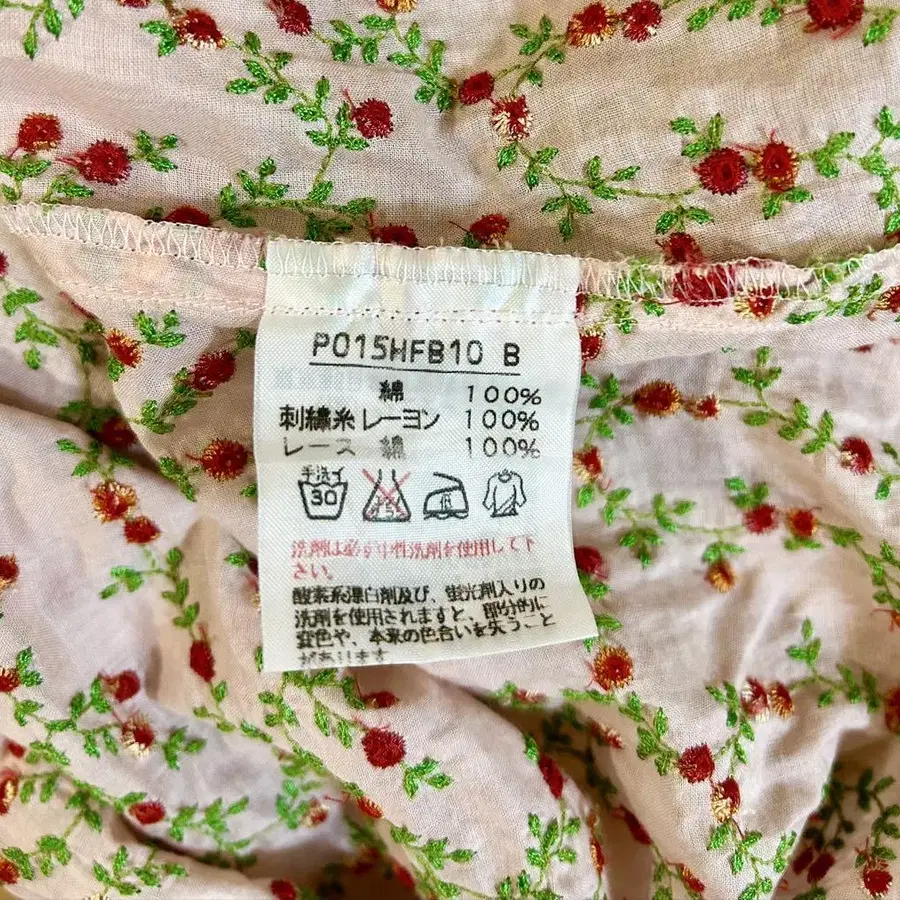 P015HFB10 B
綿 100%
刺繍糸レーヨン 100%
レース 綿 100%
手洗イ
30
洗剤は必ず中性洗剤を使用して下
さい。
酸素系漂白剤及び、蛍光剤入りの
洗剤を使用されますと、部分的に
変色や、本来の色合いを失うこと
があります